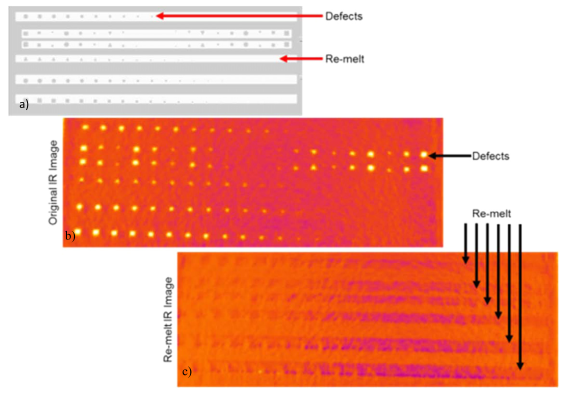 Defects
Re-melt
a)
Original IR Image
b)
Defects
Re-melt
Re-melt IR Image
c)